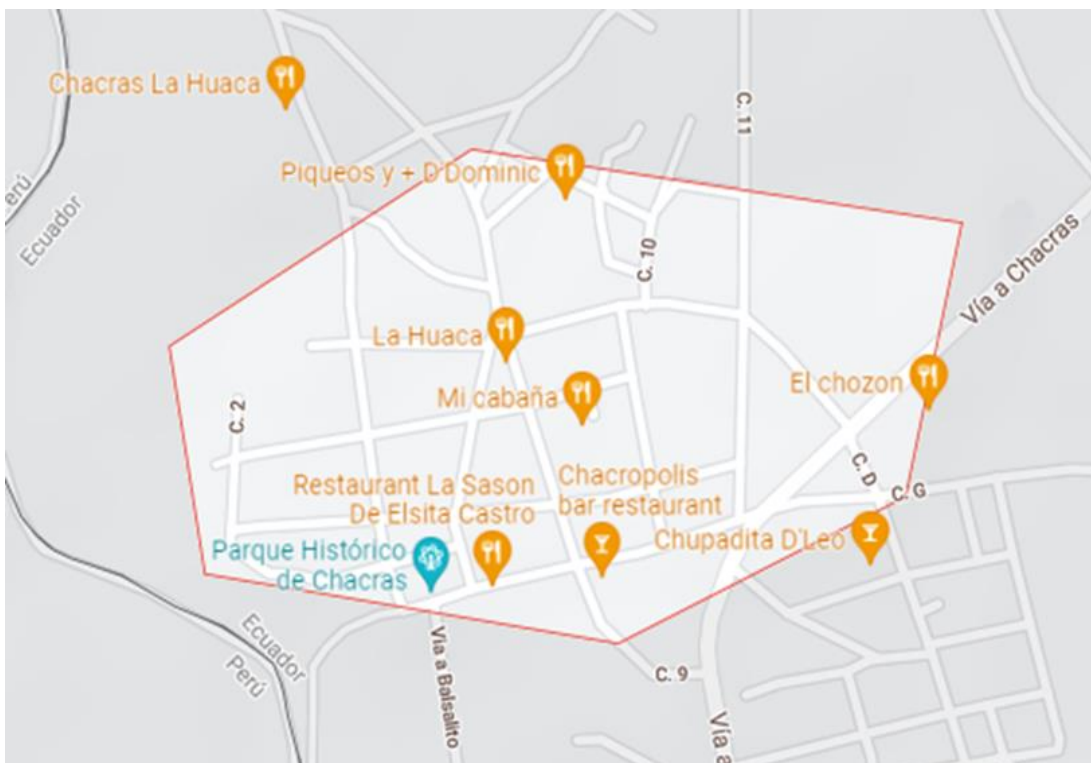 Chacras La Huaca
C. 11
Piqueos y + D'Dominic
erú
Ecuador
C. 10
Vía a Chacras
La Huaca
El chozon
Mi cabaña
C. 2
Restaurant La Sason
De Elsita Castro
Chacropolis
bar restaurant
C. D
C. G
Chupadita D'Leo
Parque Histórico
de Chacras
Ecuador
Perú
Vía a Balsalito
C. 9
Vía a